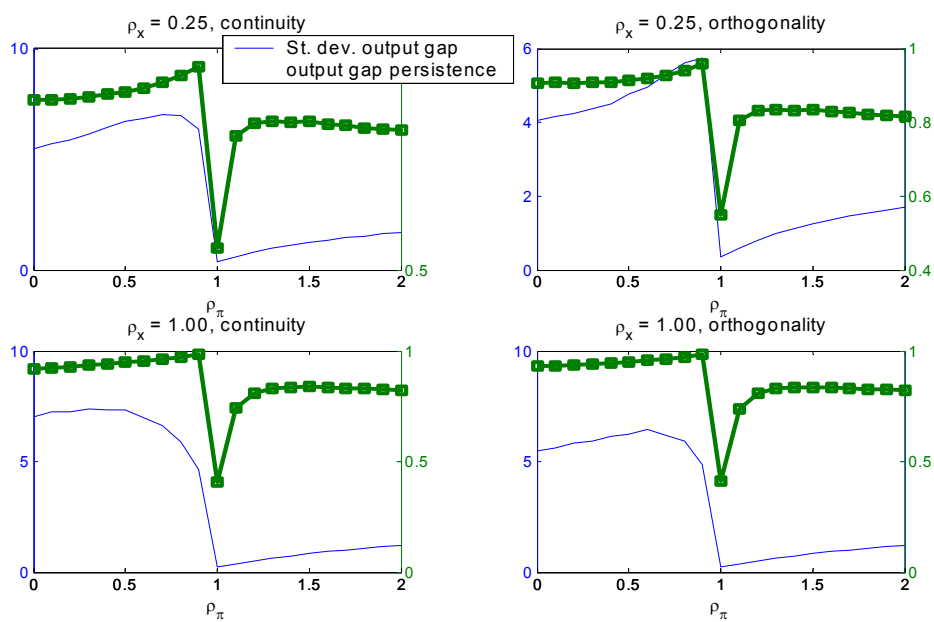 ρx = 0.25, continuity
ρx = 0.25, orthogonality
St. dev. output gap
output gap persistence
10
0
0.5
0 0.5 1 1.5 2
ρπ
6
4
2
0
1
0.8
0.6
0.4
0 0.5 1 1.5 2
ρπ
ρx = 1.00, continuity
ρx = 1.00, orthogonality
10
5
0
1
0.5
0
0 0.5 1 1.5 2
ρπ
10
5
0
1
0.5
0
0 0.5 1 1.5 2
ρπ